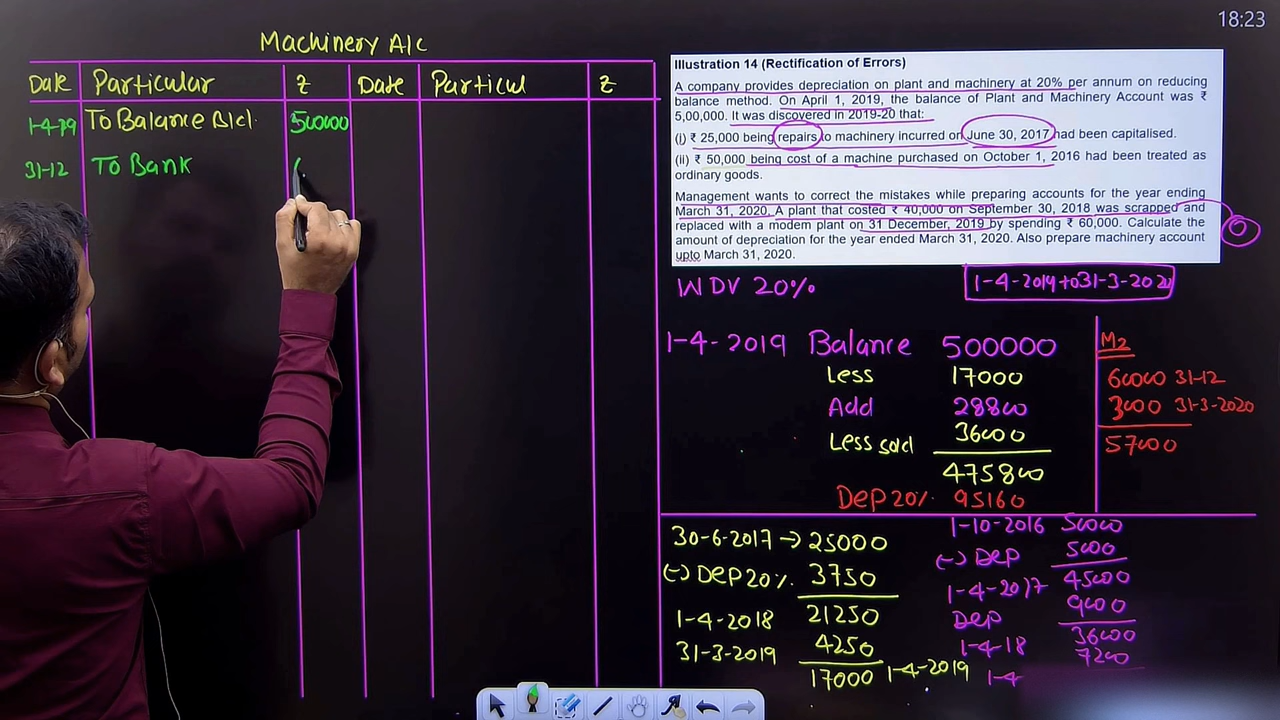 18:23
Machinery A/c
Date Particular ₹ Date Particul ₹
1-4-19 To Balance B/d. 500000
31-12 To Bank
Illustration 14 (Rectification of Errors)
A company provides depreciation on plant and machinery at 20% per annum on reducing
balance method. On April 1, 2019, the balance of Plant and Machinery Account was ₹
5,00,000. It was discovered in 2019-20 that:
(i) ₹ 25,000 being repairs to machinery incurred on June 30, 2017 had been capitalised.
(ii) ₹ 50,000 being cost of a machine purchased on October 1, 2016 had been treated as
ordinary goods.
Management wants to correct the mistakes while preparing accounts for the year ending
March 31, 2020. A plant that costed ₹ 40,000 on September 30, 2018 was scrapped and
replaced with a modem plant on 31 December, 2019 by spending ₹ 60,000. Calculate the
amount of depreciation for the year ended March 31, 2020. Also prepare machinery account
upto March 31, 2020.
WDV 20% 1-4-2019 to 31-3-2020
1-4-2019 Balance 500000
Less 17000
Add 28800
Less sold 36000
475800
Dep 20% 95160
M2
60000 31-12
3000 31-3-2020
57000
30-6-2017 → 25000
(-) Dep 20% 3750
1-4-2018 21250
31-3-2019 4250
17000 1-4-2019
1-10-2016 50000
(-) Dep 5000
1-4-2017 45000
Dep 9000
1-4-18 36000
7200
1-4